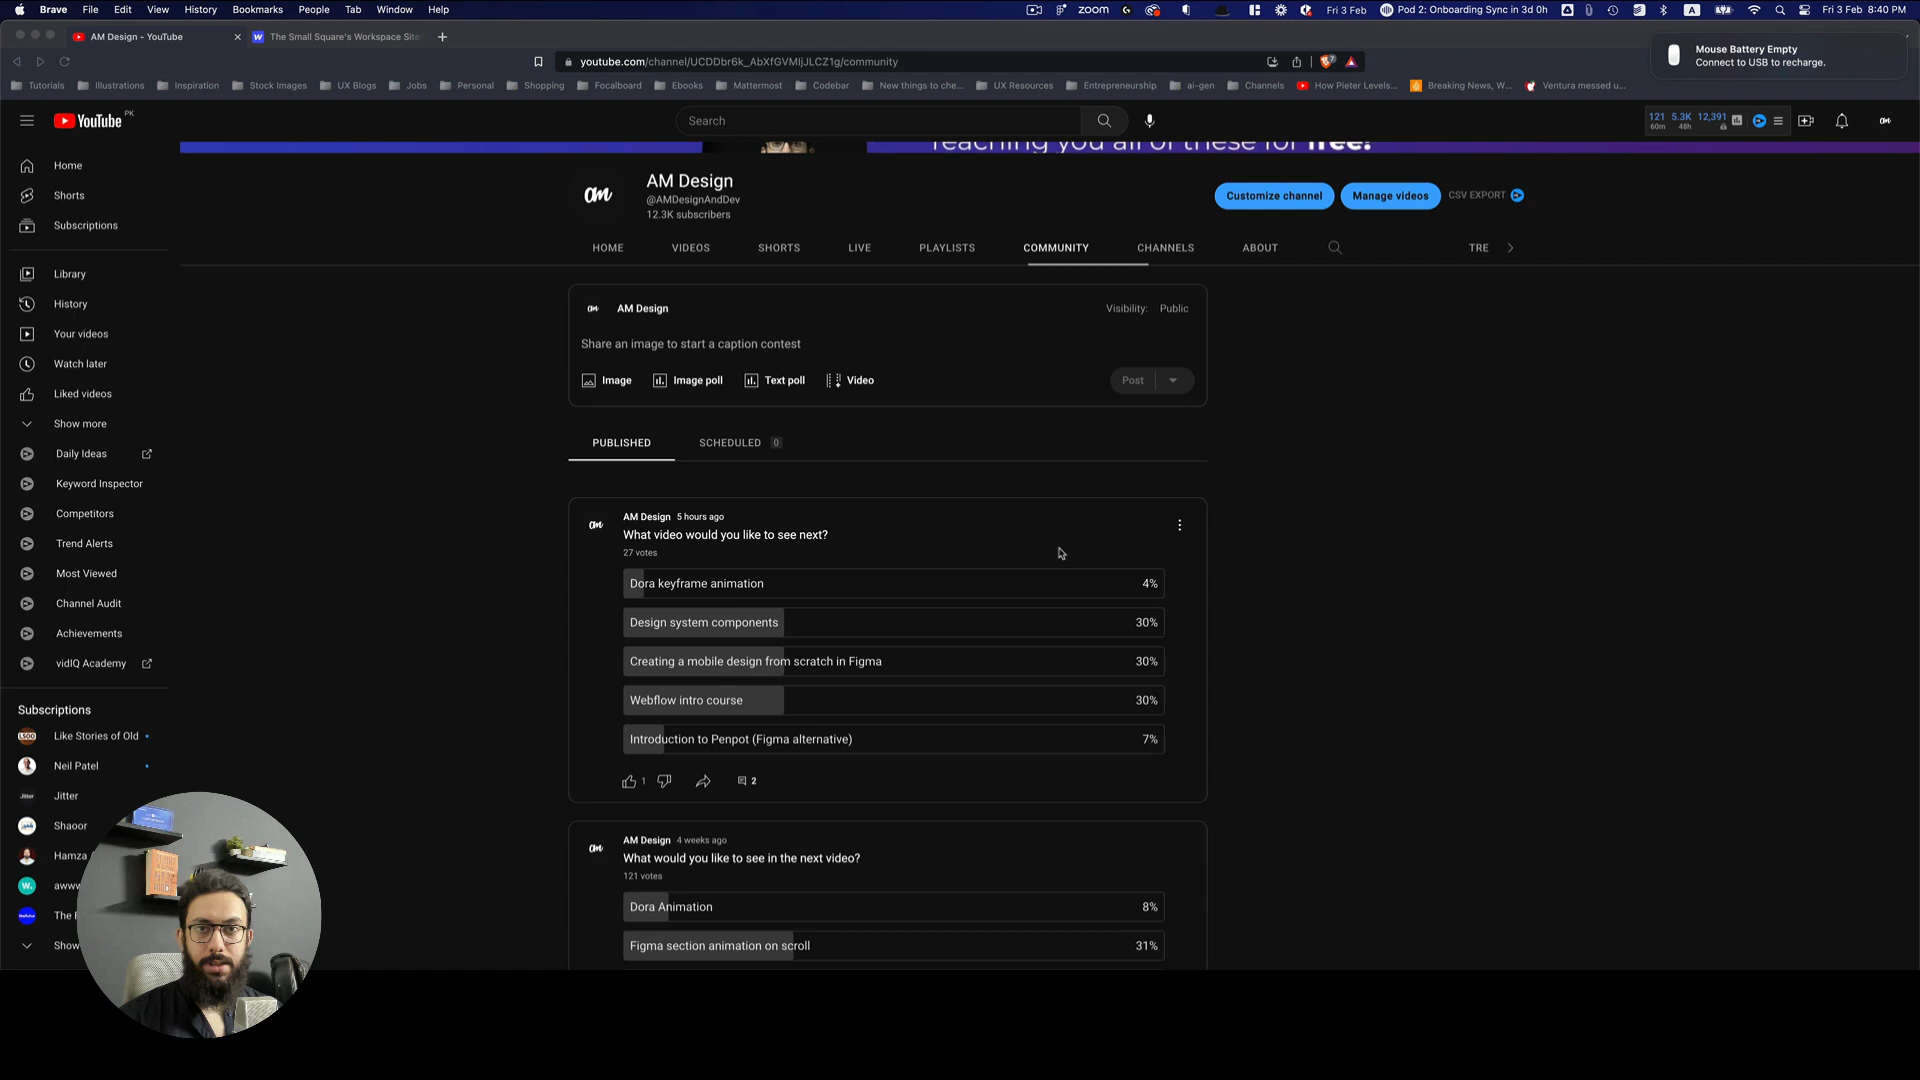 Brave File Edit View History Bookmarks People Tab Window Help
zoom Fri 3 Feb Pod 2: Onboarding Sync in 3d 0h A Fri 3 Feb 8:40 PM
AM Design - YouTube
The Small Square's Workspace Site
youtube.com/channel/UCDDbr6k_AbXfGVMIjJLCZ1g/community
Mouse Battery Empty
Connect to USB to recharge.
Tutorials Illustrations Inspiration Stock Images UX Blogs Jobs Personal Shopping Focalboard Ebooks Mattermost Codebar New things to che... UX Resources Entrepreneurship ai-gen Channels How Pieter Levels... Breaking News, W... Ventura messed u...
YouTube PK
Search
121 5.3K 12,391
60m 48h
Home
Shorts
Subscriptions
Library
History
Your videos
Watch later
Liked videos
Show more
Daily Ideas
Keyword Inspector
Competitors
Trend Alerts
Most Viewed
Channel Audit
Achievements
vidIQ Academy
Subscriptions
Like Stories of Old
Neil Patel
Jitter
Shaoor
Hamza
awww
The
Show
Teaching you all of these for free!
am
AM Design
@AMDesignAndDev
12.3K subscribers
Customize channel
Manage videos
CSV EXPORT
HOME VIDEOS SHORTS LIVE PLAYLISTS COMMUNITY CHANNELS ABOUT TRE
AM Design
Visibility: Public
Share an image to start a caption contest
Image Image poll Text poll Video Post
PUBLISHED SCHEDULED 0
AM Design 5 hours ago
What video would you like to see next?
27 votes
Dora keyframe animation 4%
Design system components 30%
Creating a mobile design from scratch in Figma 30%
Webflow intro course 30%
Introduction to Penpot (Figma alternative) 7%
1 2
AM Design 4 weeks ago
What would you like to see in the next video?
121 votes
Dora Animation 8%
Figma section animation on scroll 31%